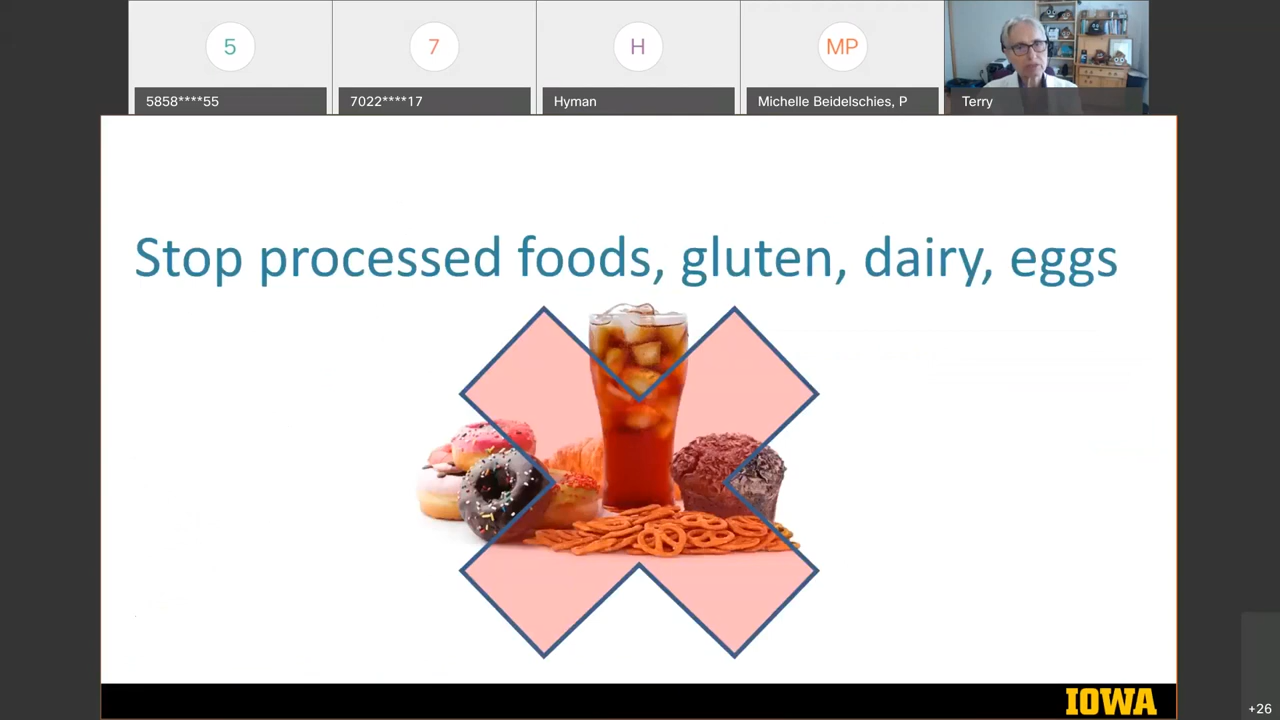 5
7
H
MP
5858****55
7022****17
Hyman
Michelle Beidelschies, P
Terry
Stop processed foods, gluten, dairy, eggs
IOWA
+26